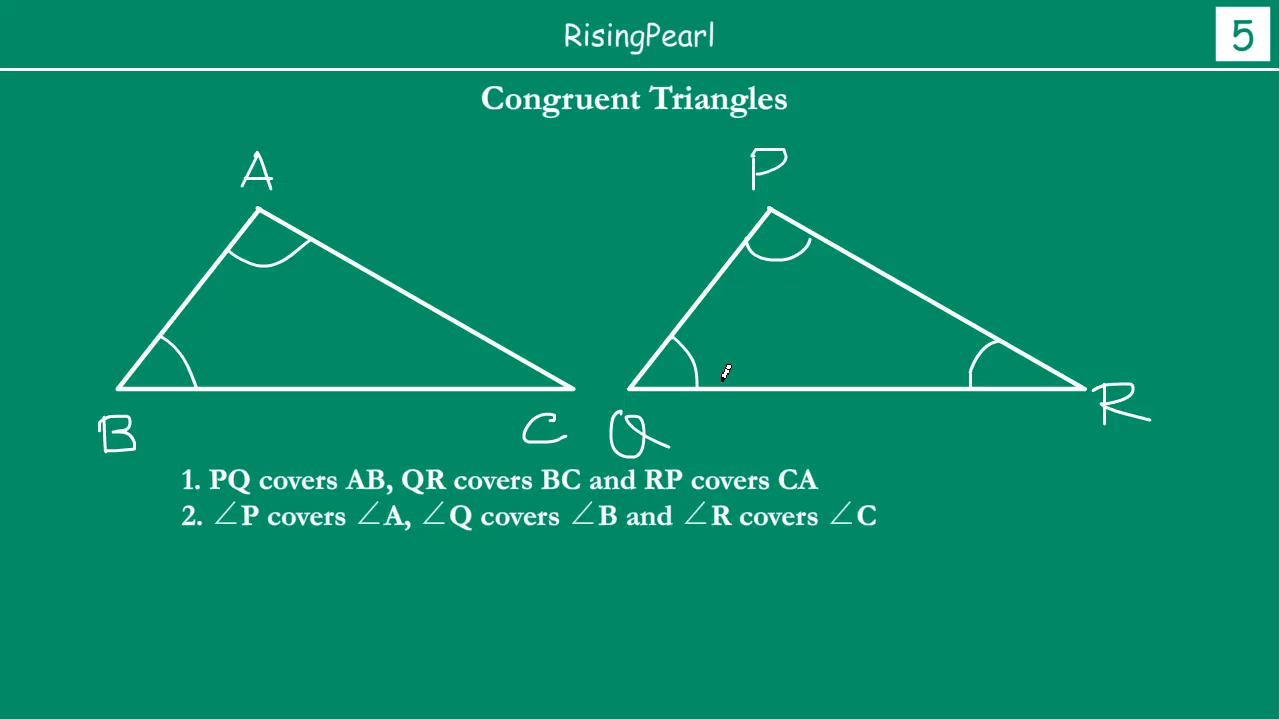 RisingPearl
5
Congruent Triangles
A
P
B
C
Q
R
1. PQ covers AB, QR covers BC and RP covers CA
2. ∠P covers ∠A, ∠Q covers ∠B and ∠R covers ∠C